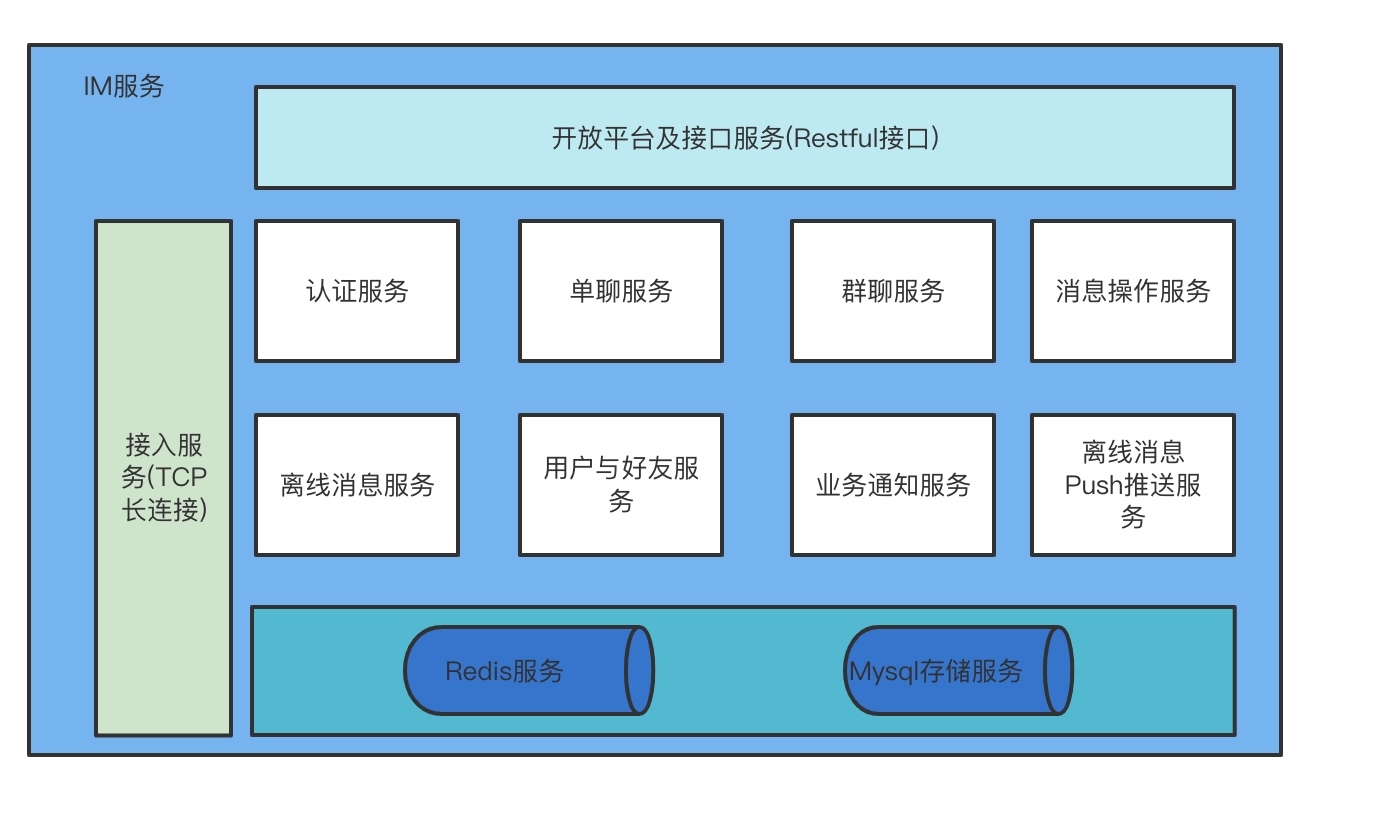 IM服务
开放平台及接口服务(Restful接口)
认证服务
单聊服务
群聊服务
消息操作服务
接入服
务(TCP
长连接)
离线消息服务
用户与好友服
务
业务通知服务
离线消息
Push推送服
务
Redis服务
Mysql存储服务